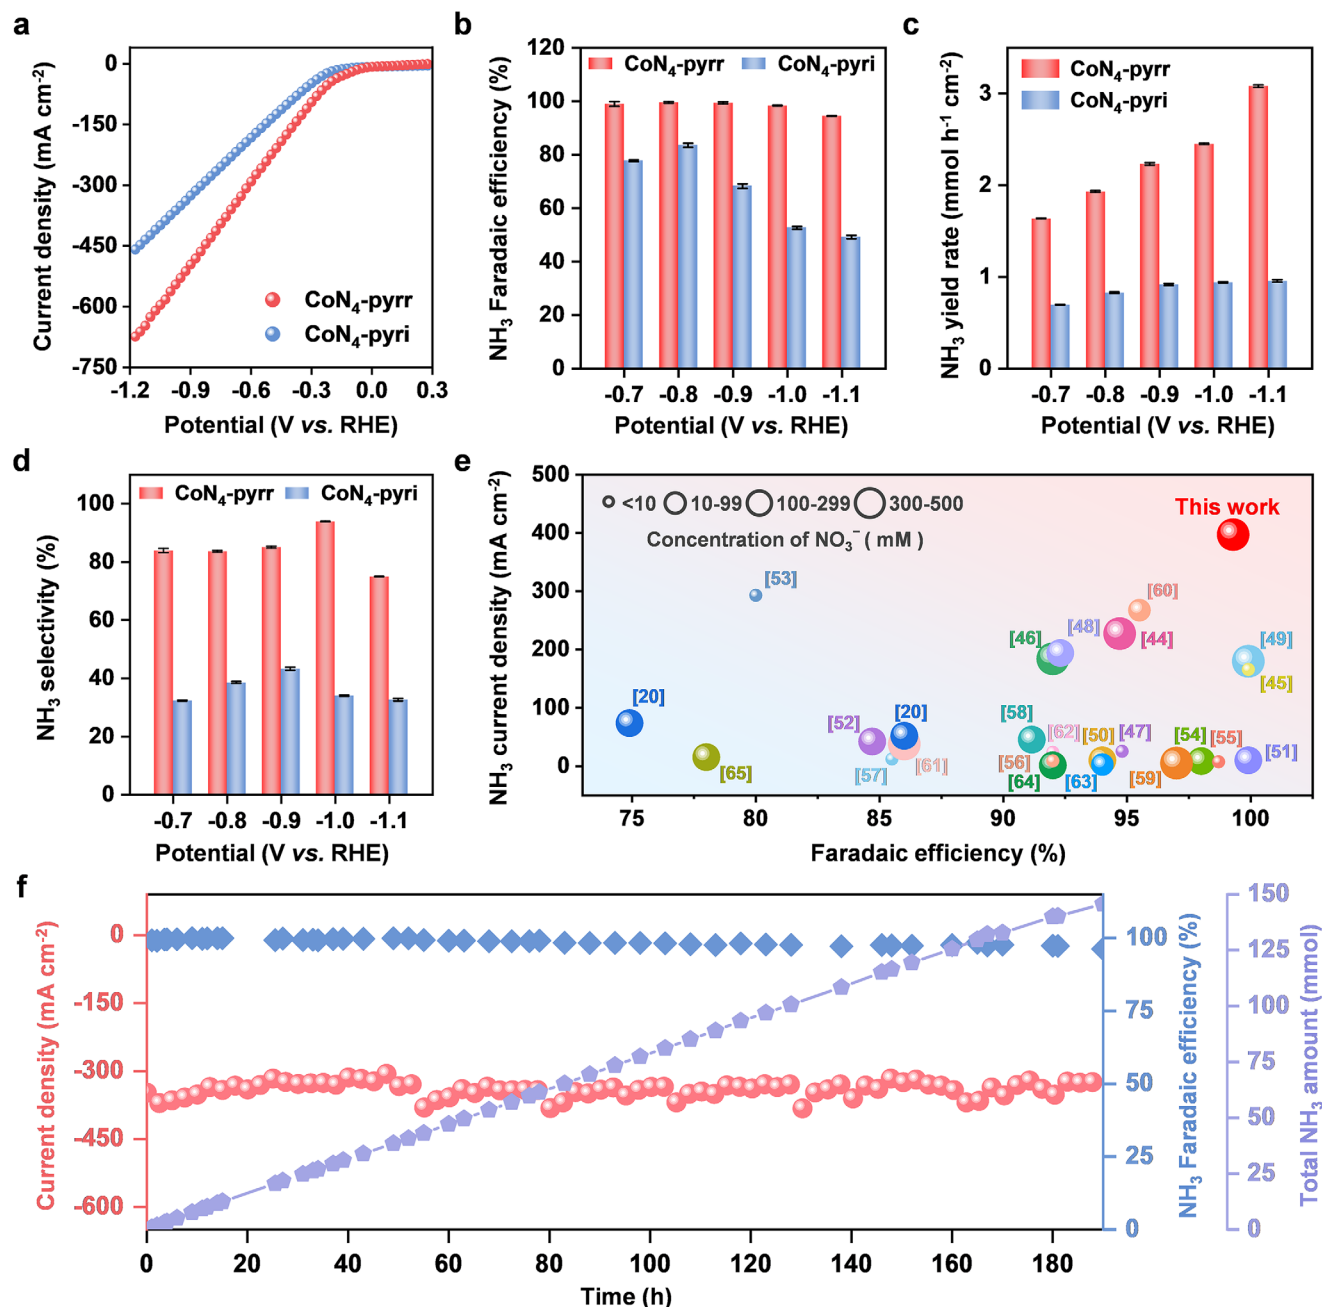 a
0
-150
-300
-450
-600
-750
Current density (mA cm⁻²)
CoN₄-pyrr
CoN₄-pyri
-1.2 -0.9 -0.6 -0.3 0.0 0.3
Potential (V vs. RHE)
b
120
100
80
60
40
20
0
NH₃ Faradaic efficiency (%)
CoN₄-pyrr CoN₄-pyri
-0.7 -0.8 -0.9 -1.0 -1.1
Potential (V vs. RHE)
c
3
2
1
0
NH₃ yield rate (mmol h⁻¹ cm⁻²)
CoN₄-pyrr
CoN₄-pyri
-0.7 -0.8 -0.9 -1.0 -1.1
Potential (V vs. RHE)
d
100
80
60
40
20
0
NH₃ selectivity (%)
CoN₄-pyrr CoN₄-pyri
-0.7 -0.8 -0.9 -1.0 -1.1
Potential (V vs. RHE)
e
500
400
300
200
100
0
NH₃ current density (mA cm⁻²)
<10 10-99 100-299 300-500
Concentration of NO₃⁻ ( mM )
This work
[53]
[60]
[46] [48] [44] [49]
[45]
[20] [52] [20] [58] [62] [50] [47] [54] [55] [51]
[65] [57] [61] [56] [64] [63] [59]
75 80 85 90 95 100
Faradaic efficiency (%)
f
0
-150
-300
-450
-600
Current density (mA cm⁻²)
100
75
50
25
0
NH₃ Faradaic efficiency (%)
150
125
100
75
50
25
0
Total NH₃ amount (mmol)
0 20 40 60 80 100 120 140 160 180
Time (h)